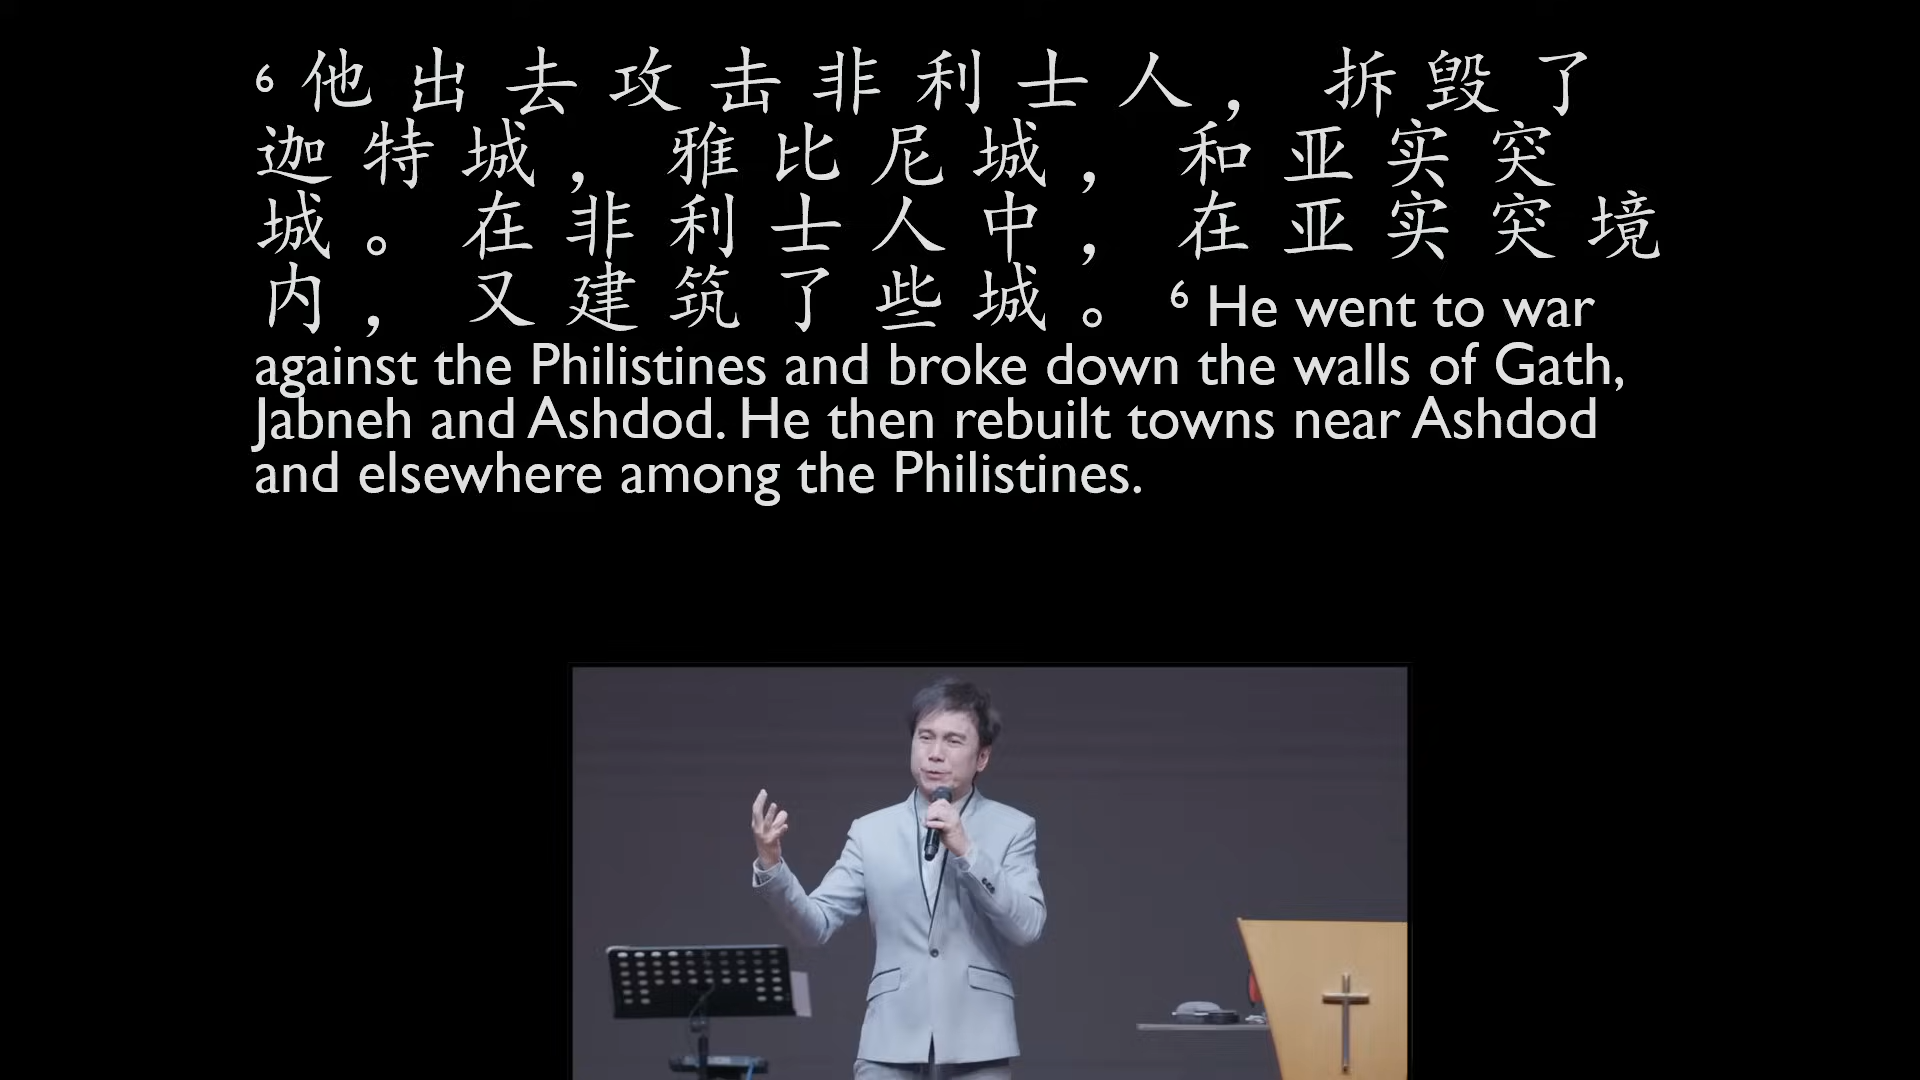 ⁶ 他出去攻击非利士人， 拆毁了
迦特城， 雅比尼城， 和亚实突
城。 在非利士人中， 在亚实突境
内， 又建筑了些城。 ⁶ He went to war
against the Philistines and broke down the walls of Gath,
Jabneh and Ashdod. He then rebuilt towns near Ashdod
and elsewhere among the Philistines.